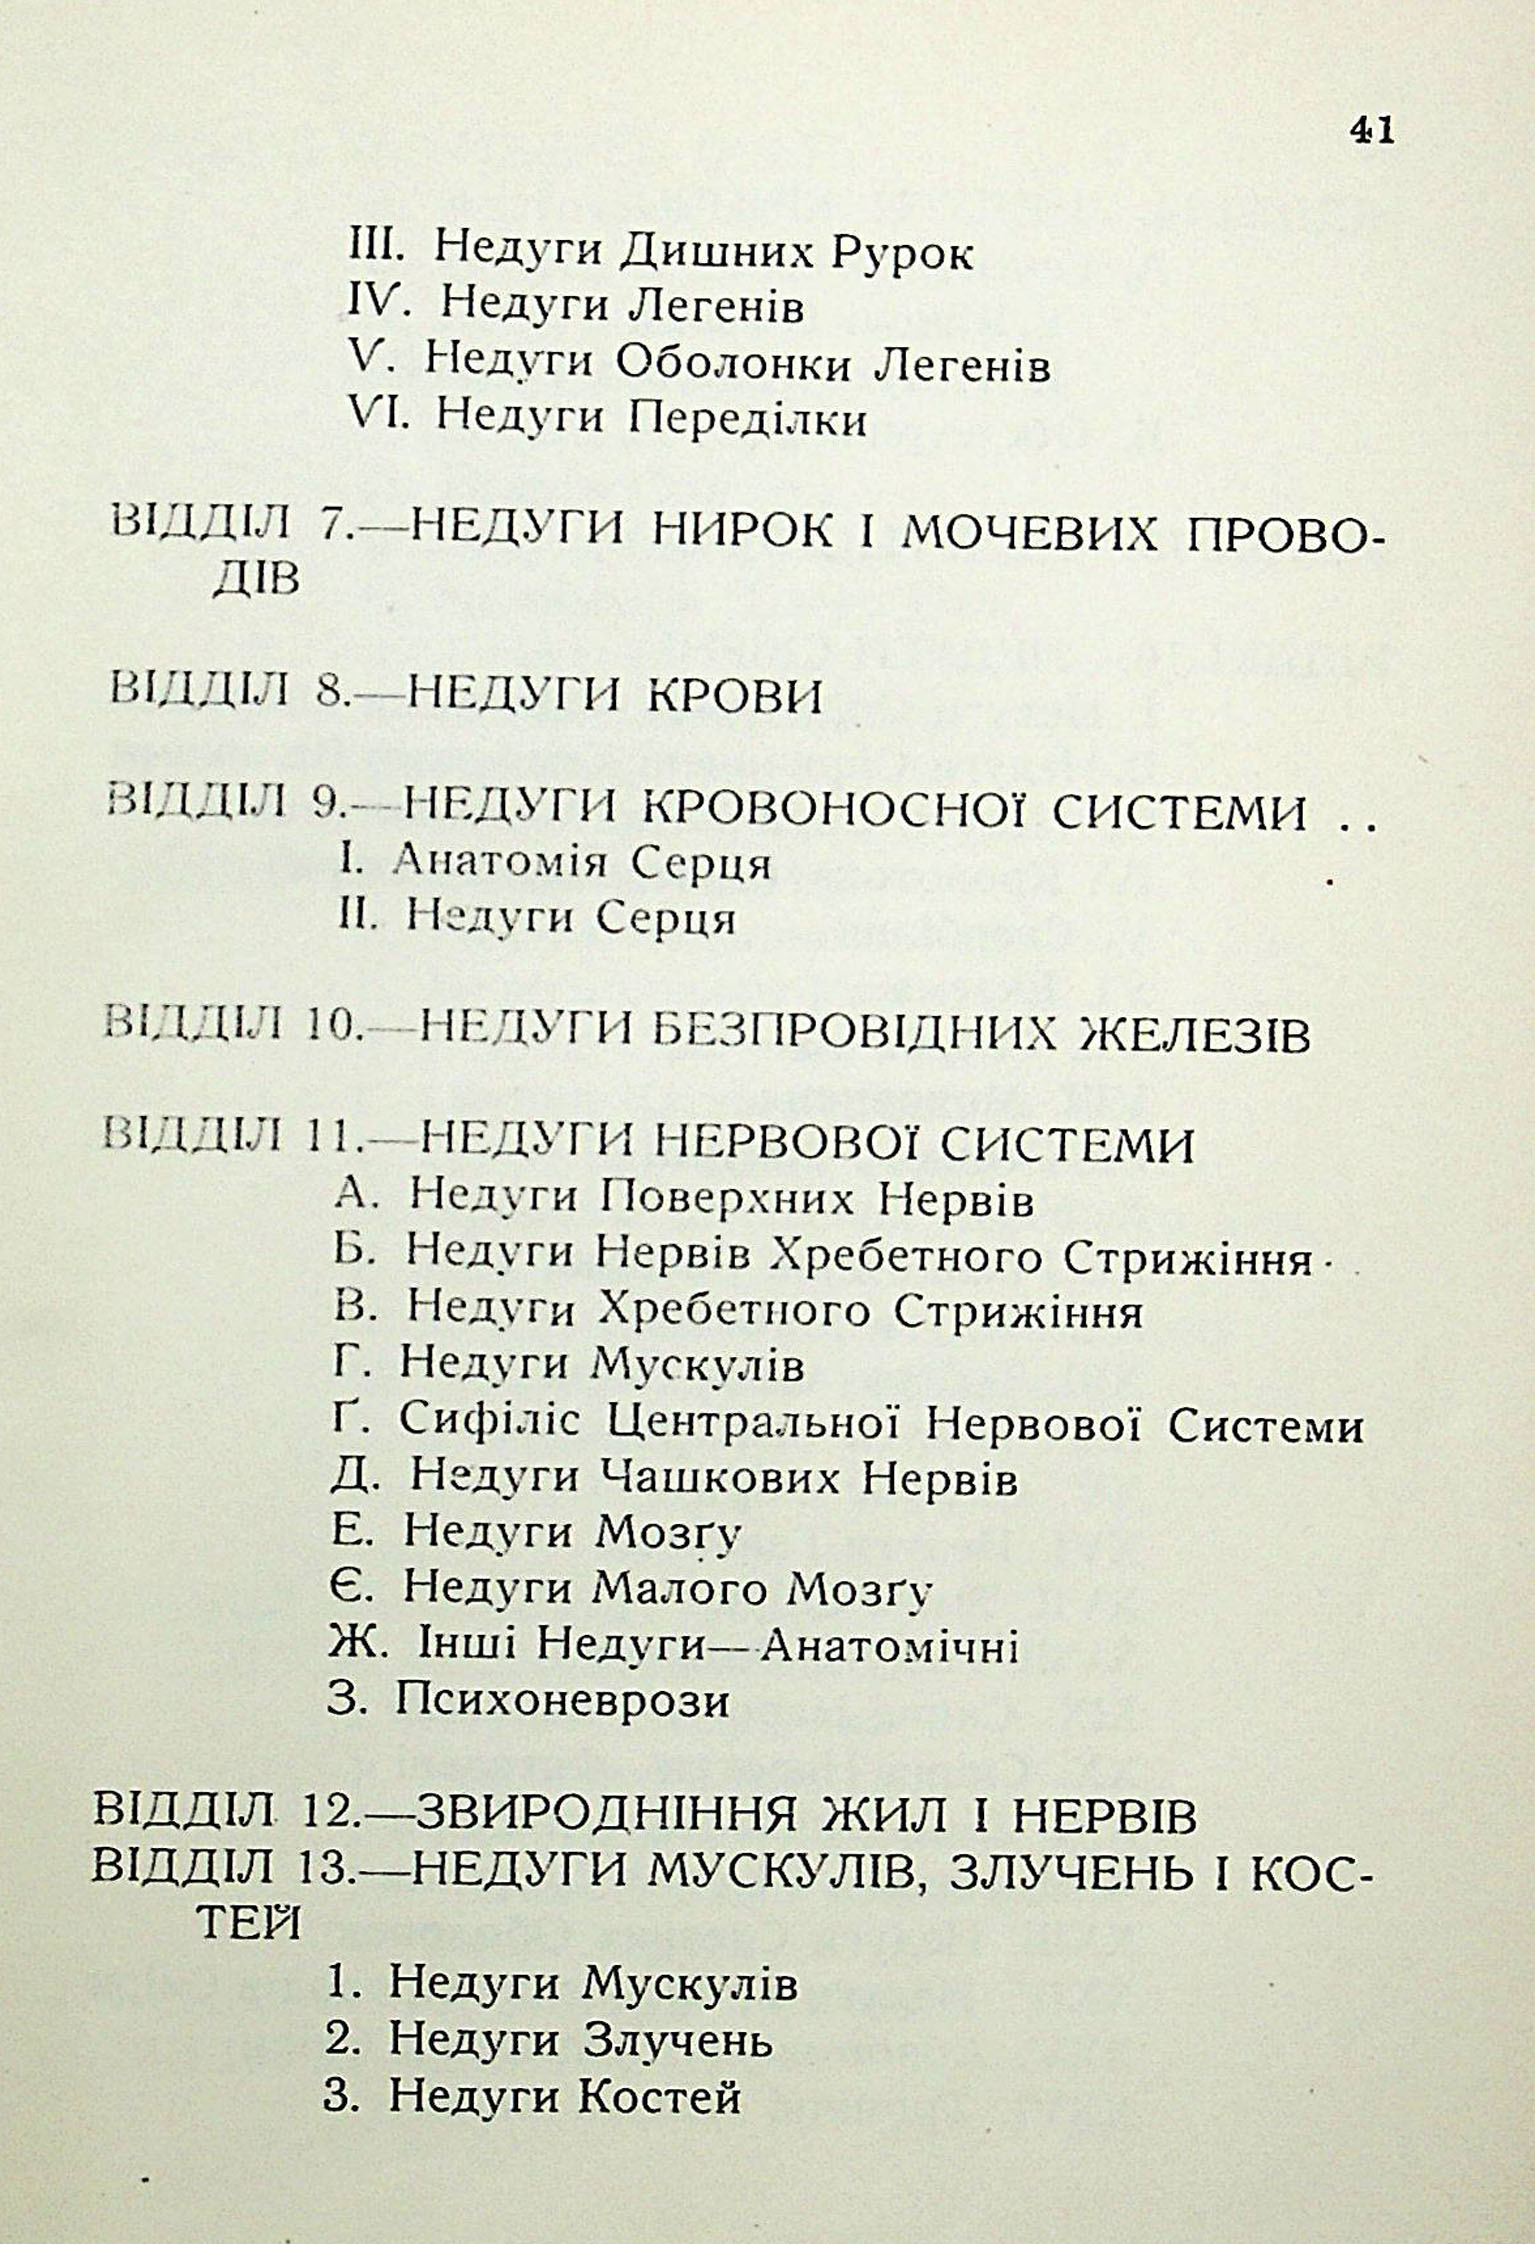 41
III. Недуги Дишних Рурок
IV. Недуги Легенів
V. Недуги Оболонки Легенів
VI. Недуги Переділки
ВІДДІЛ 7.—НЕДУГИ НИРОК І МОЧЕВИХ ПРОВО-
ДІВ
ВІДДІЛ 8.—НЕДУГИ КРОВИ
ВІДДІЛ 9.—НЕДУГИ КРОВОНОСНОЇ СИСТЕМИ . .
I. Анатомія Серця
II. Недуги Серця
ВІДДІЛ 10.—НЕДУГИ БЕЗПРОВІДНИХ ЖЕЛЕЗІВ
ВІДДІЛ 11.—НЕДУГИ НЕРВОВОЇ СИСТЕМИ
А. Недуги Поверхних Нервів
Б. Недуги Нервів Хребетного Стрижіння
В. Недуги Хребетного Стрижіння
Г. Недуги Мускулів
Ґ. Сифіліс Центральної Нервової Системи
Д. Недуги Чашкових Нервів
Е. Недуги Мозґу
Є. Недуги Малого Мозґу
Ж. Інші Недуги—Анатомічні
З. Психоневрози
ВІДДІЛ 12.—ЗВИРОДНІННЯ ЖИЛ І НЕРВІВ
ВІДДІЛ 13.—НЕДУГИ МУСКУЛІВ, ЗЛУЧЕНЬ І КОС-
ТЕЙ
1. Недуги Мускулів
2. Недуги Злучень
3. Недуги Костей